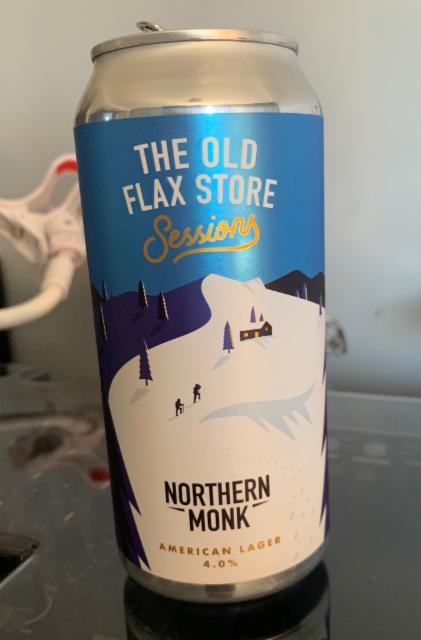 THE OLD
FLAX STORE
Sessions
NORTHERN
MONK
AMERICAN LAGER
4.0%